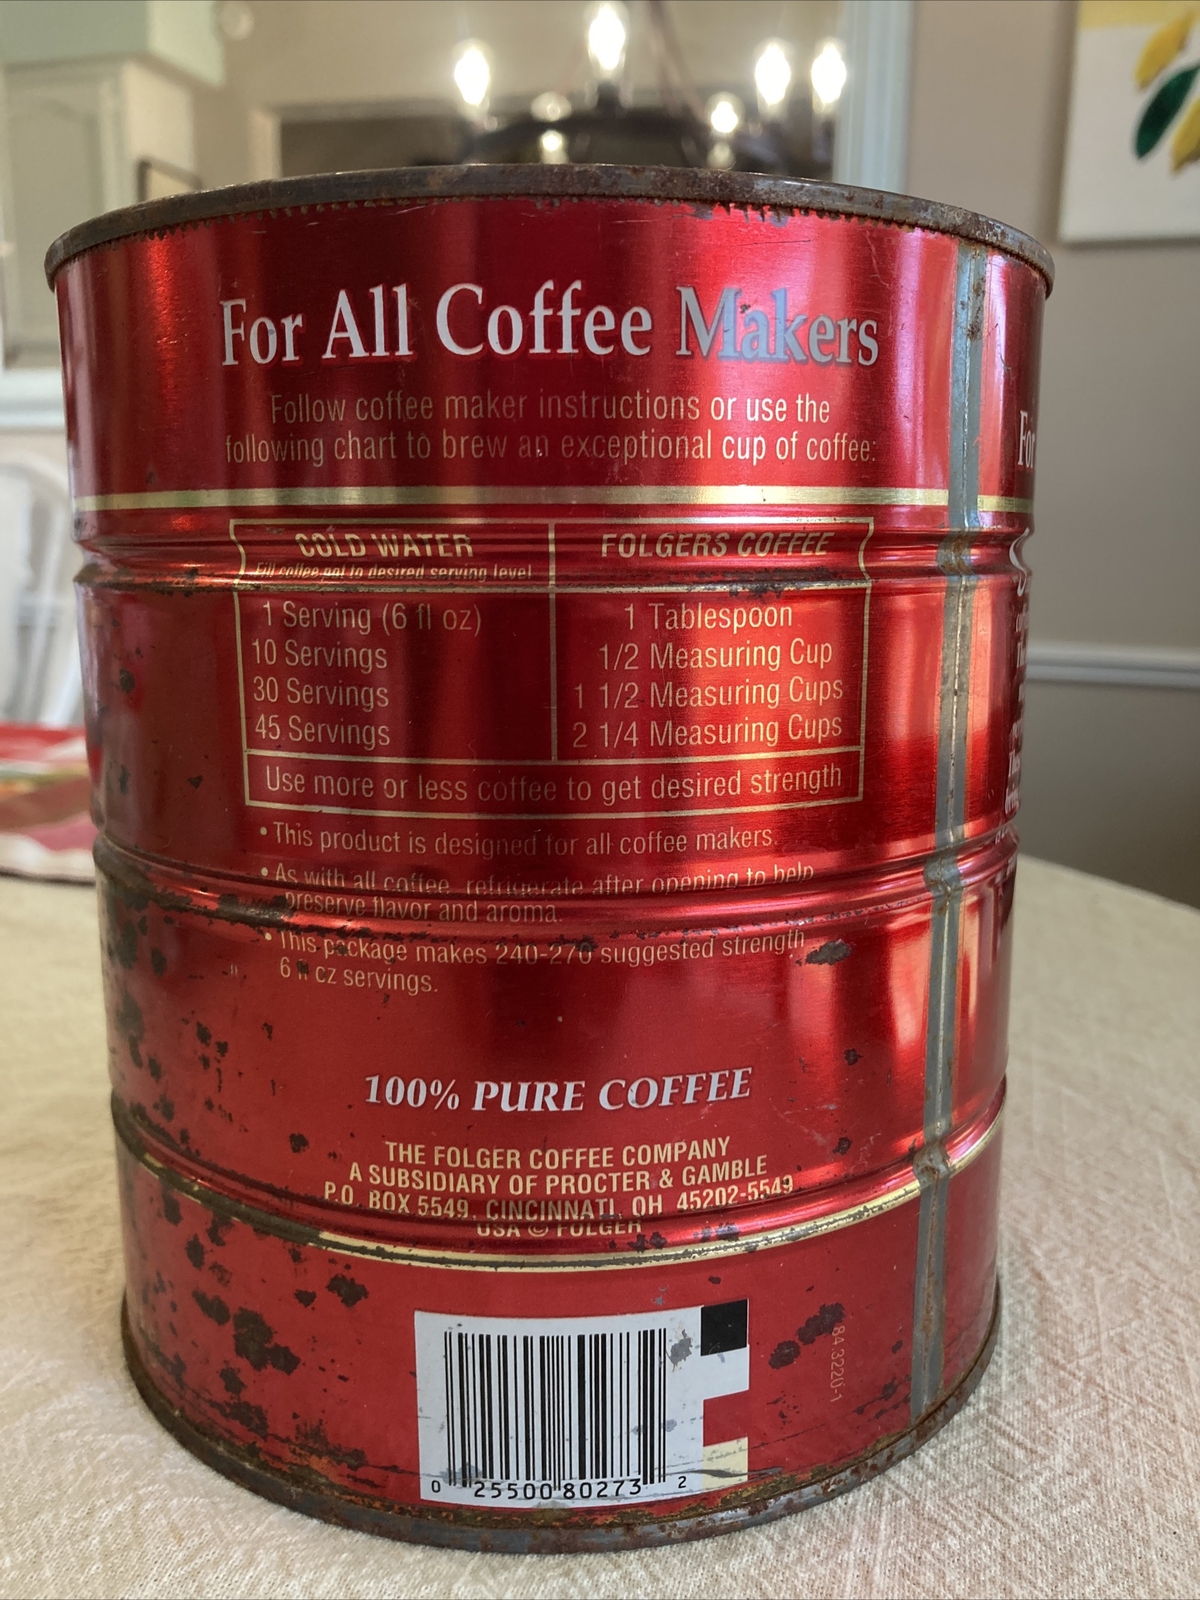 For All Coffee Makers
Follow coffee maker instructions or use the
following chart to brew an exceptional cup of coffee:
COLD WATER FOLGERS COFFEE
Fill coffee pot to desired serving level
1 Serving (6 fl oz) 1 Tablespoon
10 Servings 1/2 Measuring Cup
30 Servings 1 1/2 Measuring Cups
45 Servings 2 1/4 Measuring Cups
Use more or less coffee to get desired strength
• This product is designed for all coffee makers.
• As with all coffee, refrigerate after opening to help
preserve flavor and aroma.
• This package makes 240-270 suggested strength
6 fl oz servings.
100% PURE COFFEE
THE FOLGER COFFEE COMPANY
A SUBSIDIARY OF PROCTER & GAMBLE
P.O. BOX 5549, CINCINNATI, OH 45202-5549
USA © FOLGER
84322U-1
0 25500 80273 2
For